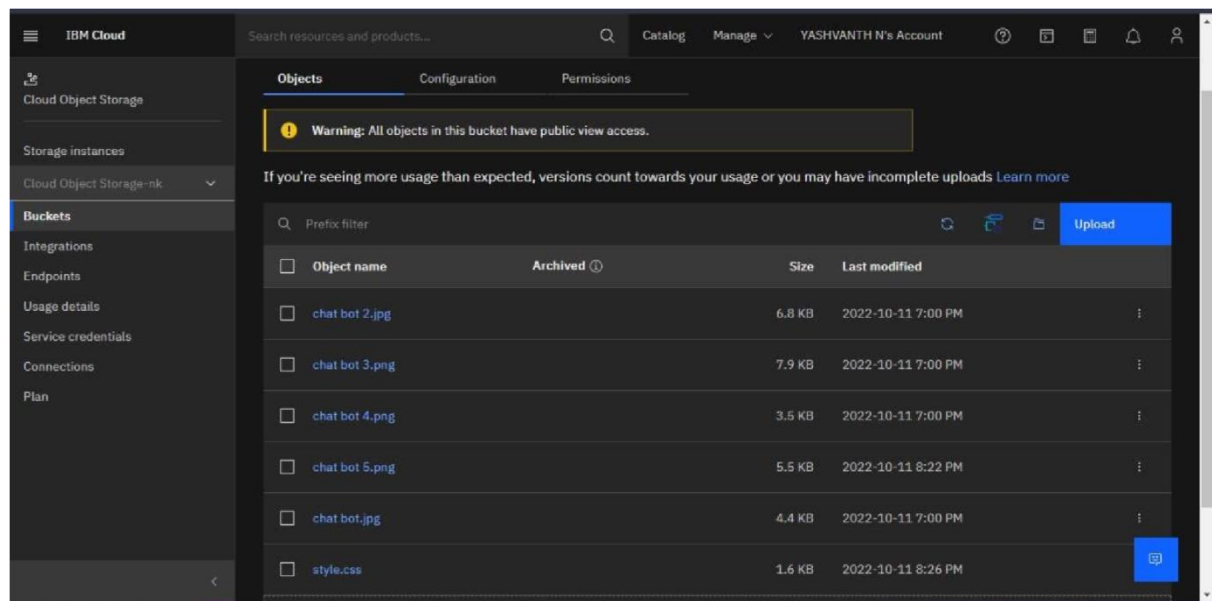 IBM Cloud
Search resources and products...
Catalog
Manage
YASHVANTH N's Account
Cloud Object Storage
Storage instances
Cloud Object Storage-nk
Buckets
Integrations
Endpoints
Usage details
Service credentials
Connections
Plan
Objects
Configuration
Permissions
Warning: All objects in this bucket have public view access.
If you're seeing more usage than expected, versions count towards your usage or you may have incomplete uploads Learn more
Prefix filter
Upload
Object name Archived Size Last modified
chat bot 2.jpg 6.8 KB 2022-10-11 7:00 PM
chat bot 3.png 7.9 KB 2022-10-11 7:00 PM
chat bot 4.png 3.5 KB 2022-10-11 7:00 PM
chat bot 5.png 5.5 KB 2022-10-11 8:22 PM
chat bot.jpg 4.4 KB 2022-10-11 7:00 PM
style.css 1.6 KB 2022-10-11 8:26 PM